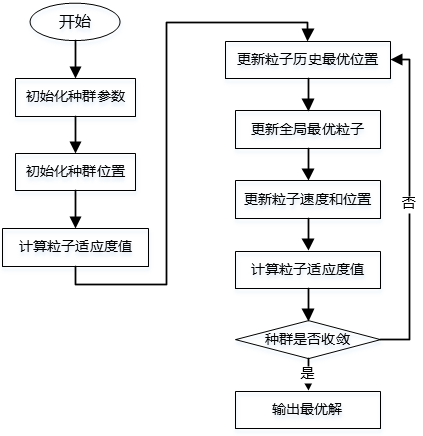 开始
初始化种群参数
初始化种群位置
计算粒子适应度值
更新粒子历史最优位置
更新全局最优粒子
更新粒子速度和位置
计算粒子适应度值
种群是否收敛
否
是
输出最优解